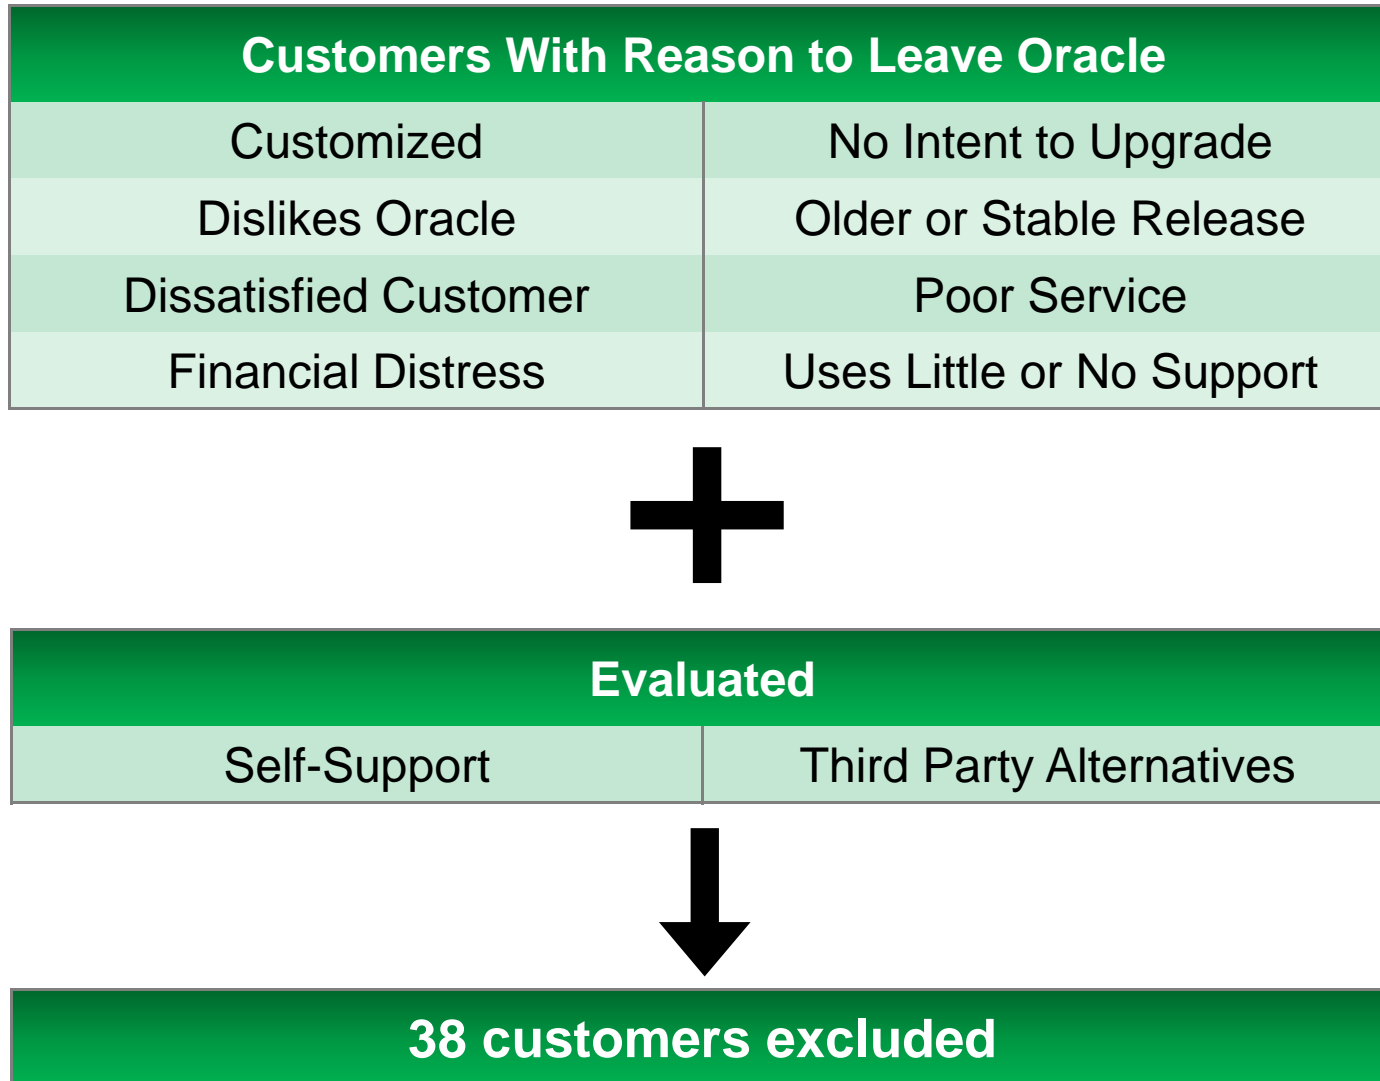 Customers With Reason to Leave Oracle
Customized
No Intent to Upgrade
Dislikes Oracle
Older or Stable Release
Dissatisfied Customer
Poor Service
Financial Distress
Uses Little or No Support
Evaluated
Self-Support
Third Party Alternatives
38 customers excluded